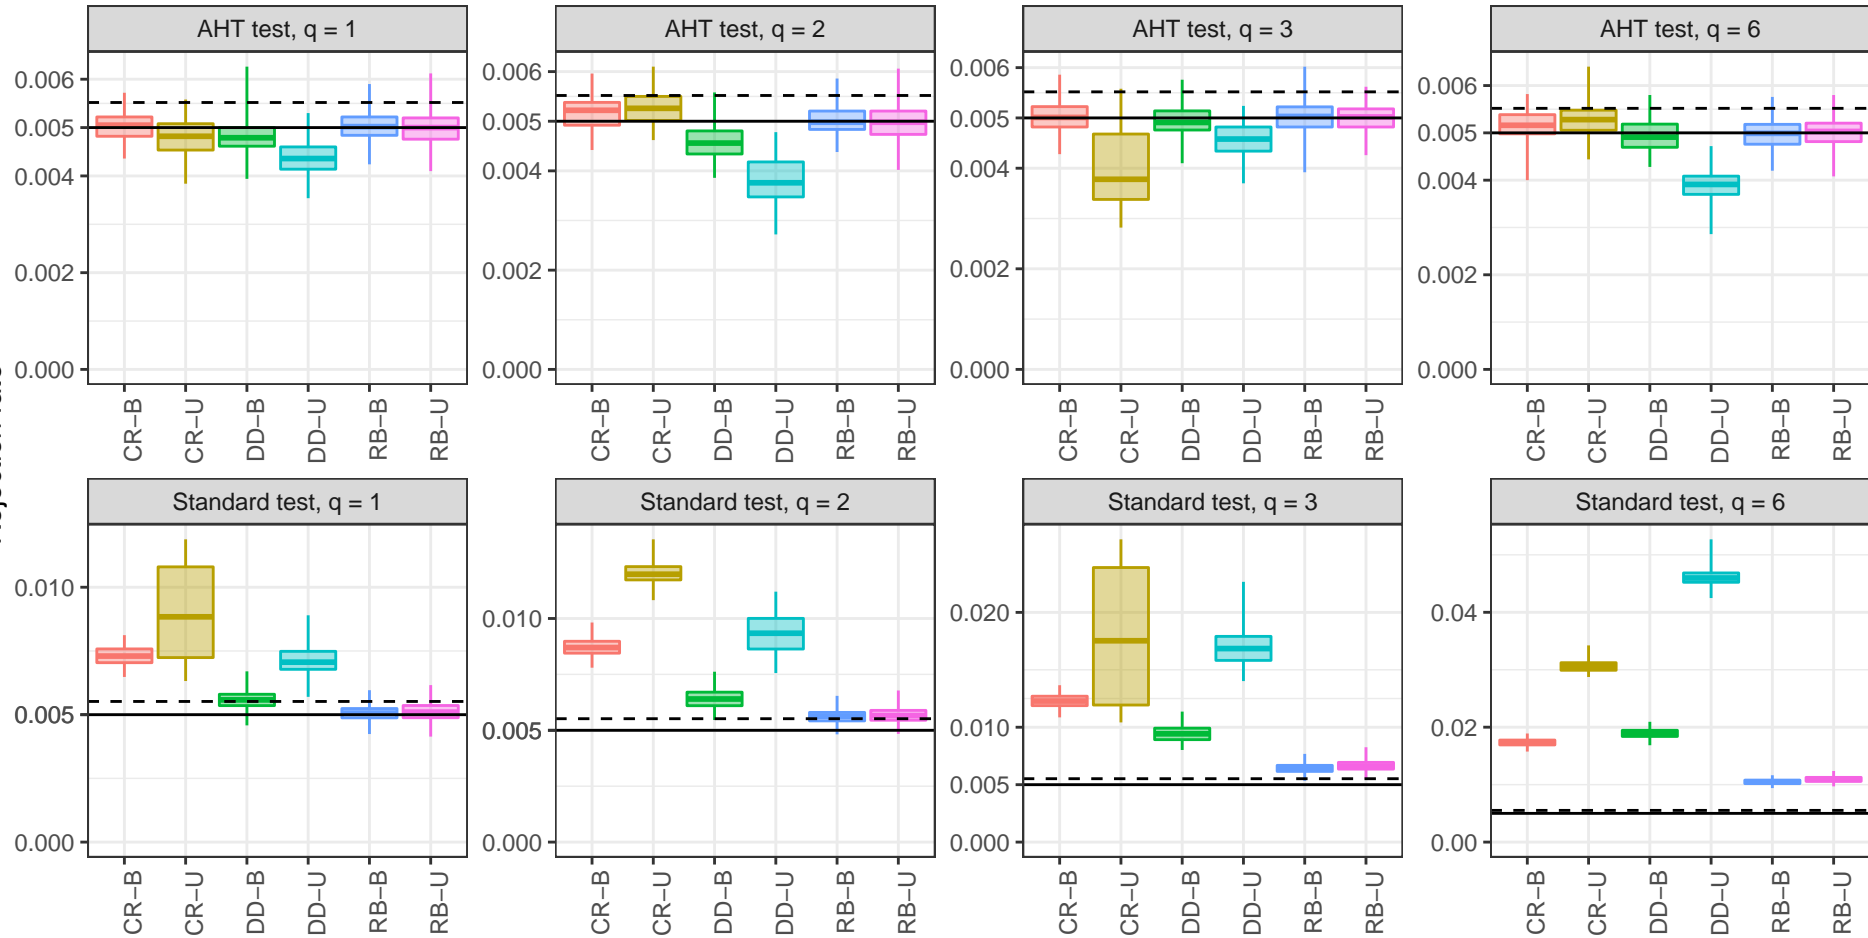 AHT test, q = 1
AHT test, q = 2
AHT test, q = 3
AHT test, q = 6
0.006
0.005
0.004
0.002
0.000
0.006
0.005
0.004
0.002
0.000
0.006
0.005
0.004
0.002
0.000
0.006
0.005
0.004
0.002
0.000
CR−B
CR−U
DD−B
DD−U
RB−B
RB−U
CR−B
CR−U
DD−B
DD−U
RB−B
RB−U
CR−B
CR−U
DD−B
DD−U
RB−B
RB−U
CR−B
CR−U
DD−B
DD−U
RB−B
RB−U
Standard test, q = 1
Standard test, q = 2
Standard test, q = 3
Standard test, q = 6
0.010
0.005
0.000
0.010
0.005
0.000
0.020
0.010
0.005
0.000
0.04
0.02
0.00
CR−B
CR−U
DD−B
DD−U
RB−B
RB−U
CR−B
CR−U
DD−B
DD−U
RB−B
RB−U
CR−B
CR−U
DD−B
DD−U
RB−B
RB−U
CR−B
CR−U
DD−B
DD−U
RB−B
RB−U